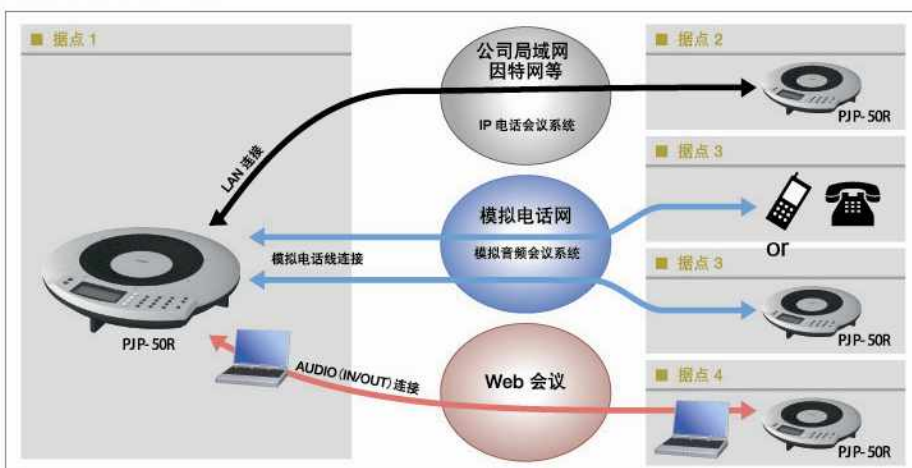 ■ 据点 1
公司局域网
因特网等
IP 电话会议系统
LAN 连接
■ 据点 2
PJP-50R
■ 据点 3
or
模拟电话网
模拟音频会议系统
模拟电话线连接
PJP-50R
■ 据点 3
PJP-50R
AUDIO (IN/OUT) 连接
Web 会议
■ 据点 4
PJP-50R